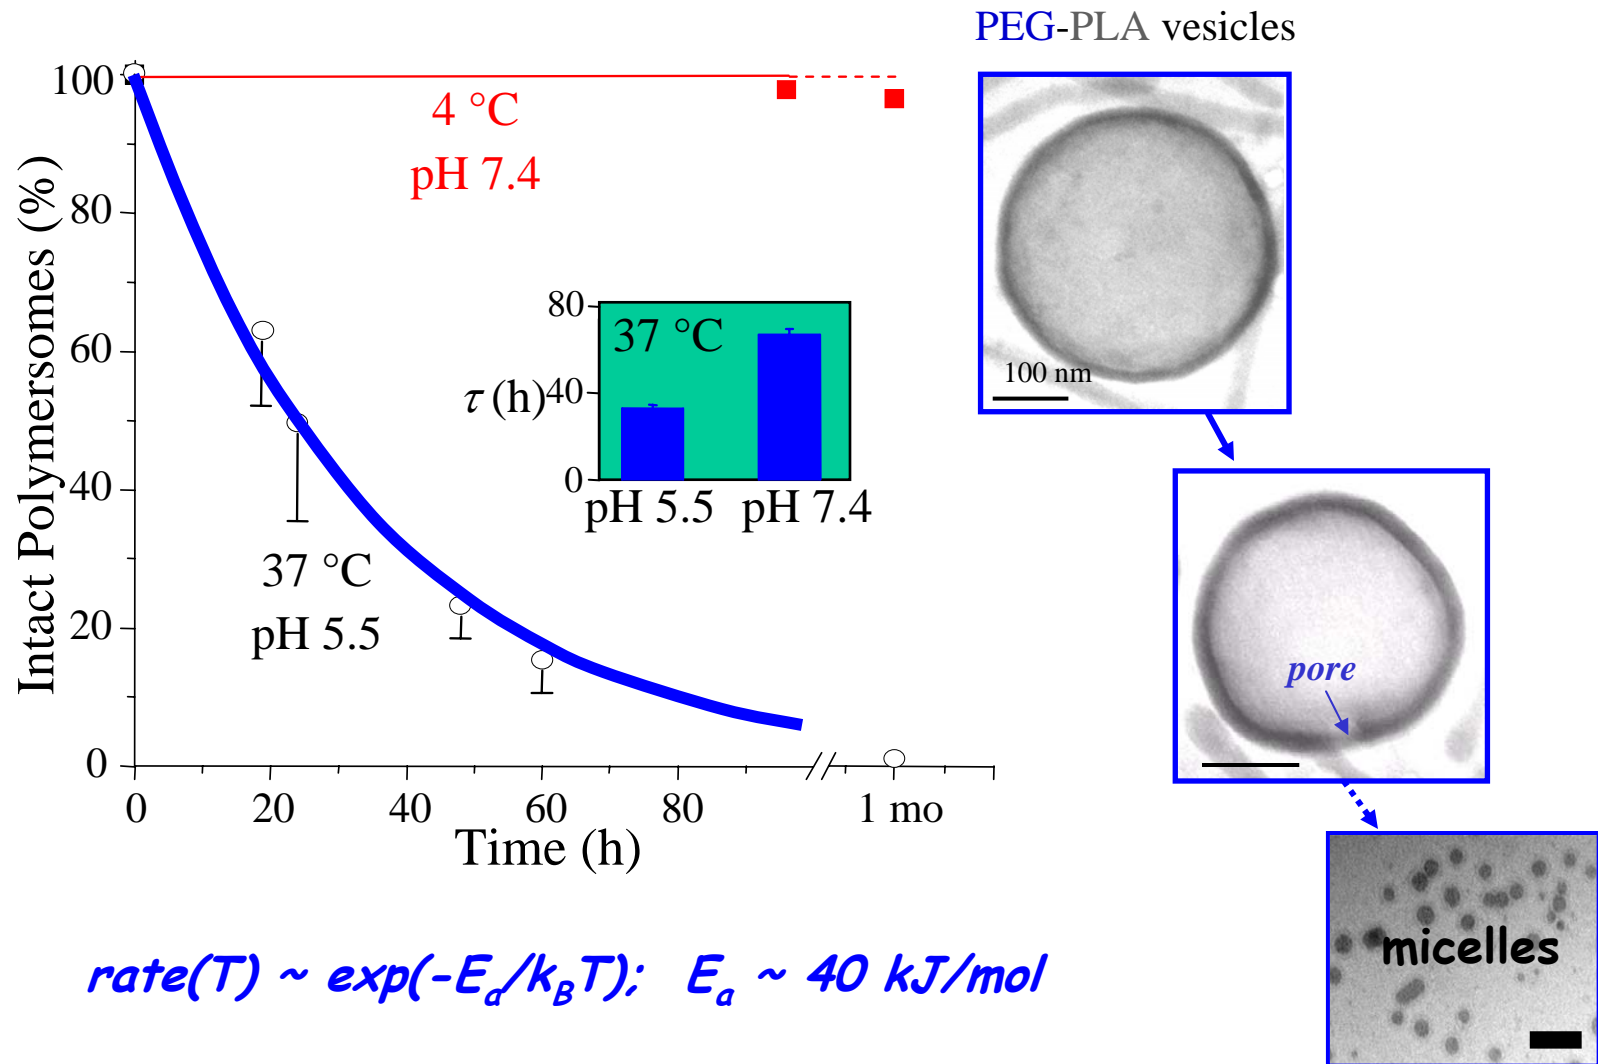 PEG-PLA vesicles
100
80
60
40
20
0
Intact Polymersomes (%)
4 °C
pH 7.4
37 °C
pH 5.5
80
40
0
τ (h)
37 °C
pH 5.5 pH 7.4
0 20 40 60 80 1 mo
Time (h)
100 nm
pore
micelles
rate(T) ~ exp(-Ea/kBT); Ea ~ 40 kJ/mol